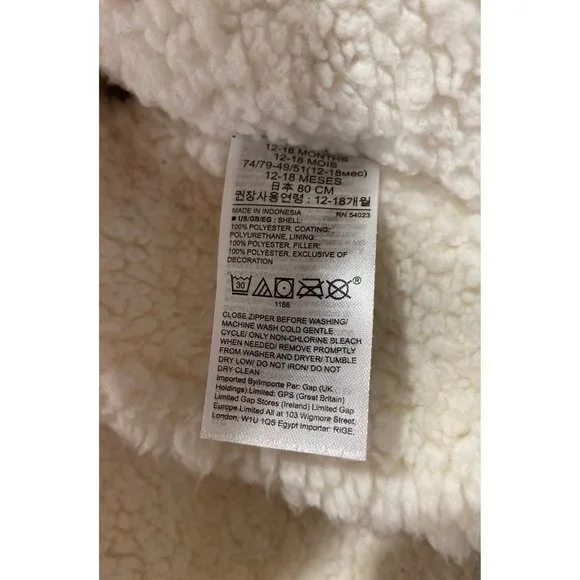 12-18 MONTHS
12-18 MOIS
74/79-49/51(12-18мес)
12-18 MESES
日本 80 CM
권장사용연령 : 12-18개월
MADE IN INDONESIA RN 54023
■ US/GB/EG : SHELL:
100% POLYESTER, COATING:
POLYURETHANE, LINING:
100% POLYESTER, FILLER:
100% POLYESTER, EXCLUSIVE OF
DECORATION
30 ®
1166
CLOSE ZIPPER BEFORE WASHING/
MACHINE WASH COLD GENTLE
CYCLE/ ONLY NON-CHLORINE BLEACH
WHEN NEEDED/ REMOVE PROMPTLY
FROM WASHER AND DRYER/ TUMBLE
DRY LOW/ DO NOT IRON/ DO NOT
DRY CLEAN
Imported By/Importe Par: Gap (UK
Holdings) Limited: GPS (Great Britain)
Limited Gap Stores (Ireland) Limited Gap
Europe Limited All at 103 Wigmore Street,
London, W1U 1QS Egypt Importar: RIGE.